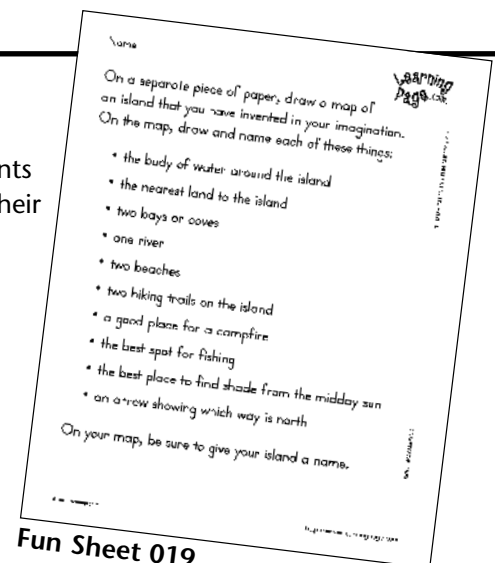 Name
Learning
Page.com
On a separate piece of paper, draw a map of
an island that you have invented in your imagination.
On the map, draw and name each of these things:
• the body of water around the island
• the nearest land to the island
• two bays or coves
• one river
• two beaches
• two hiking trails on the island
• a good place for a campfire
• the best spot for fishing
• the best place to find shade from the midday sun
• an arrow showing which way is north
On your map, be sure to give your island a name.
nts
heir
Fun Sheet 019